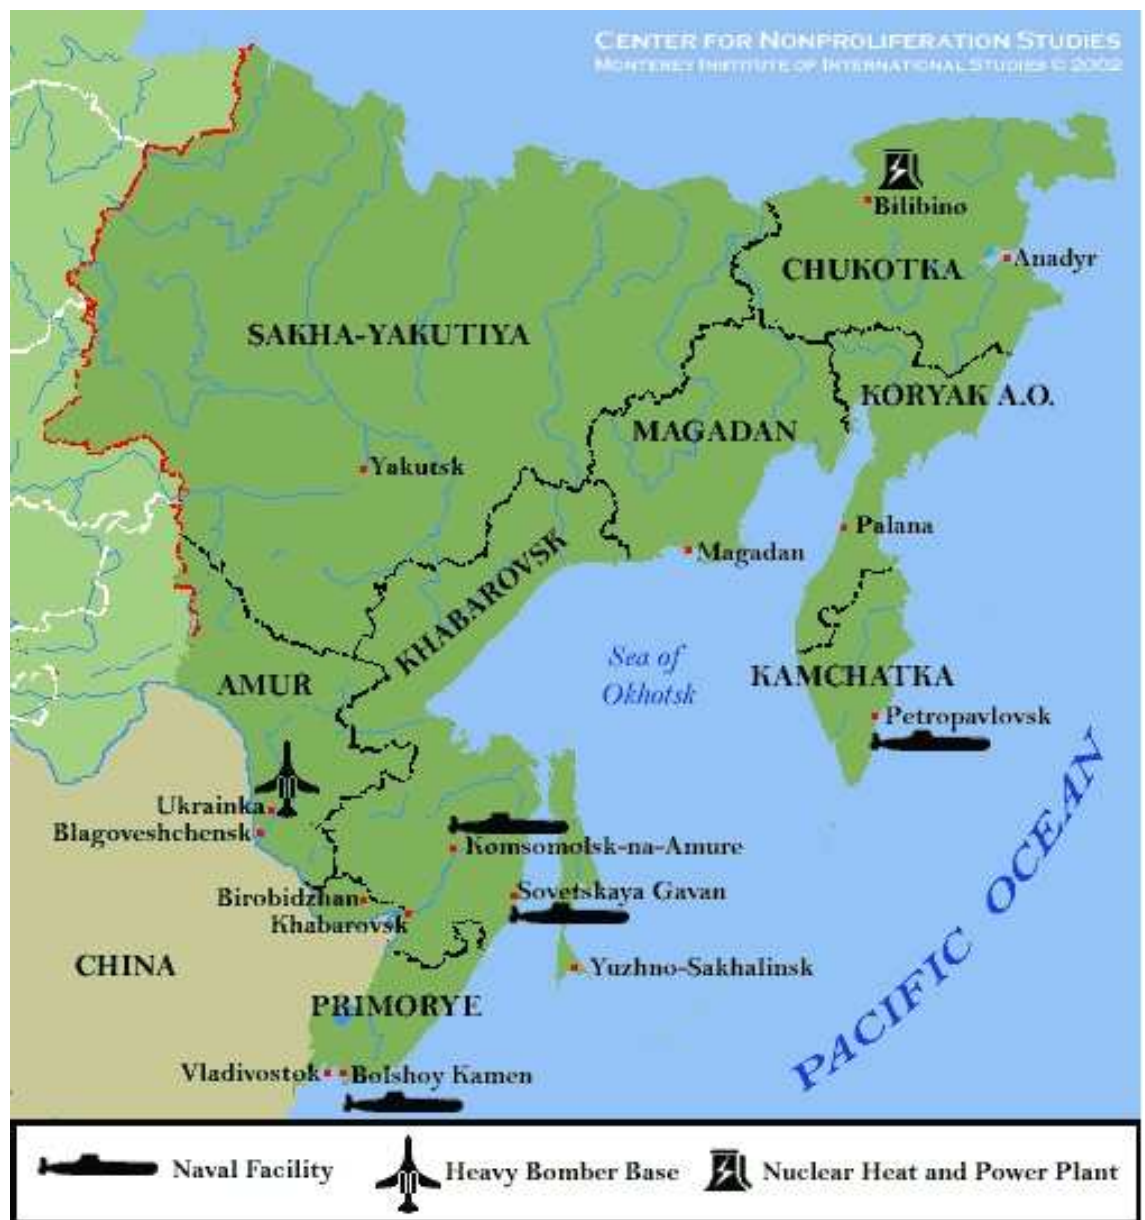 CENTER FOR NONPROLIFERATION STUDIES
MONTEREY INSTITUTE OF INTERNATIONAL STUDIES © 2002
Bilibino
CHUKOTKA
Anadyr
SAKHA-YAKUTIYA
KORYAK A.O.
MAGADAN
Yakutsk
Palana
Magadan
KHABAROVSK
Sea of
Okhotsk
KAMCHATKA
AMUR
Petropavlovsk
Ukrainka
Blagoveshchensk
Komsomolsk-na-Amure
Birobidzhan
Sovetskaya Gavan
Khabarovsk
PACIFIC OCEAN
CHINA
Yuzhno-Sakhalinsk
PRIMORYE
Vladivostok
Bolshoy Kamen
Naval Facility
Heavy Bomber Base
Nuclear Heat and Power Plant